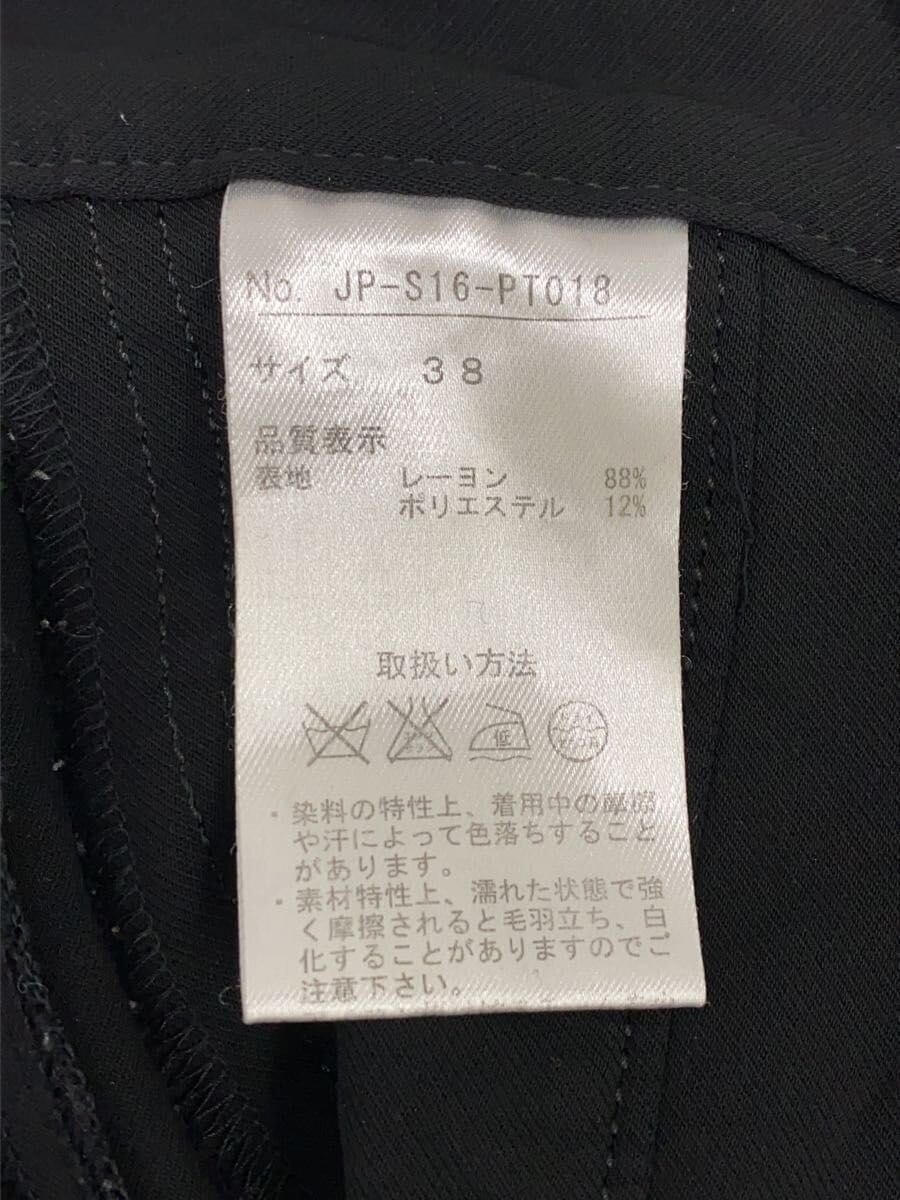 No. JP-S16-PT018
サイズ 38
品質表示
表地 レーヨン 88%
ポリエステル 12%
取扱い方法
低
・染料の特性上、着用中の摩擦
や汗によって色落ちすること
があります。
・素材特性上、濡れた状態で強
く摩擦されると毛羽立ち、白
化することがありますのでご
注意下さい。